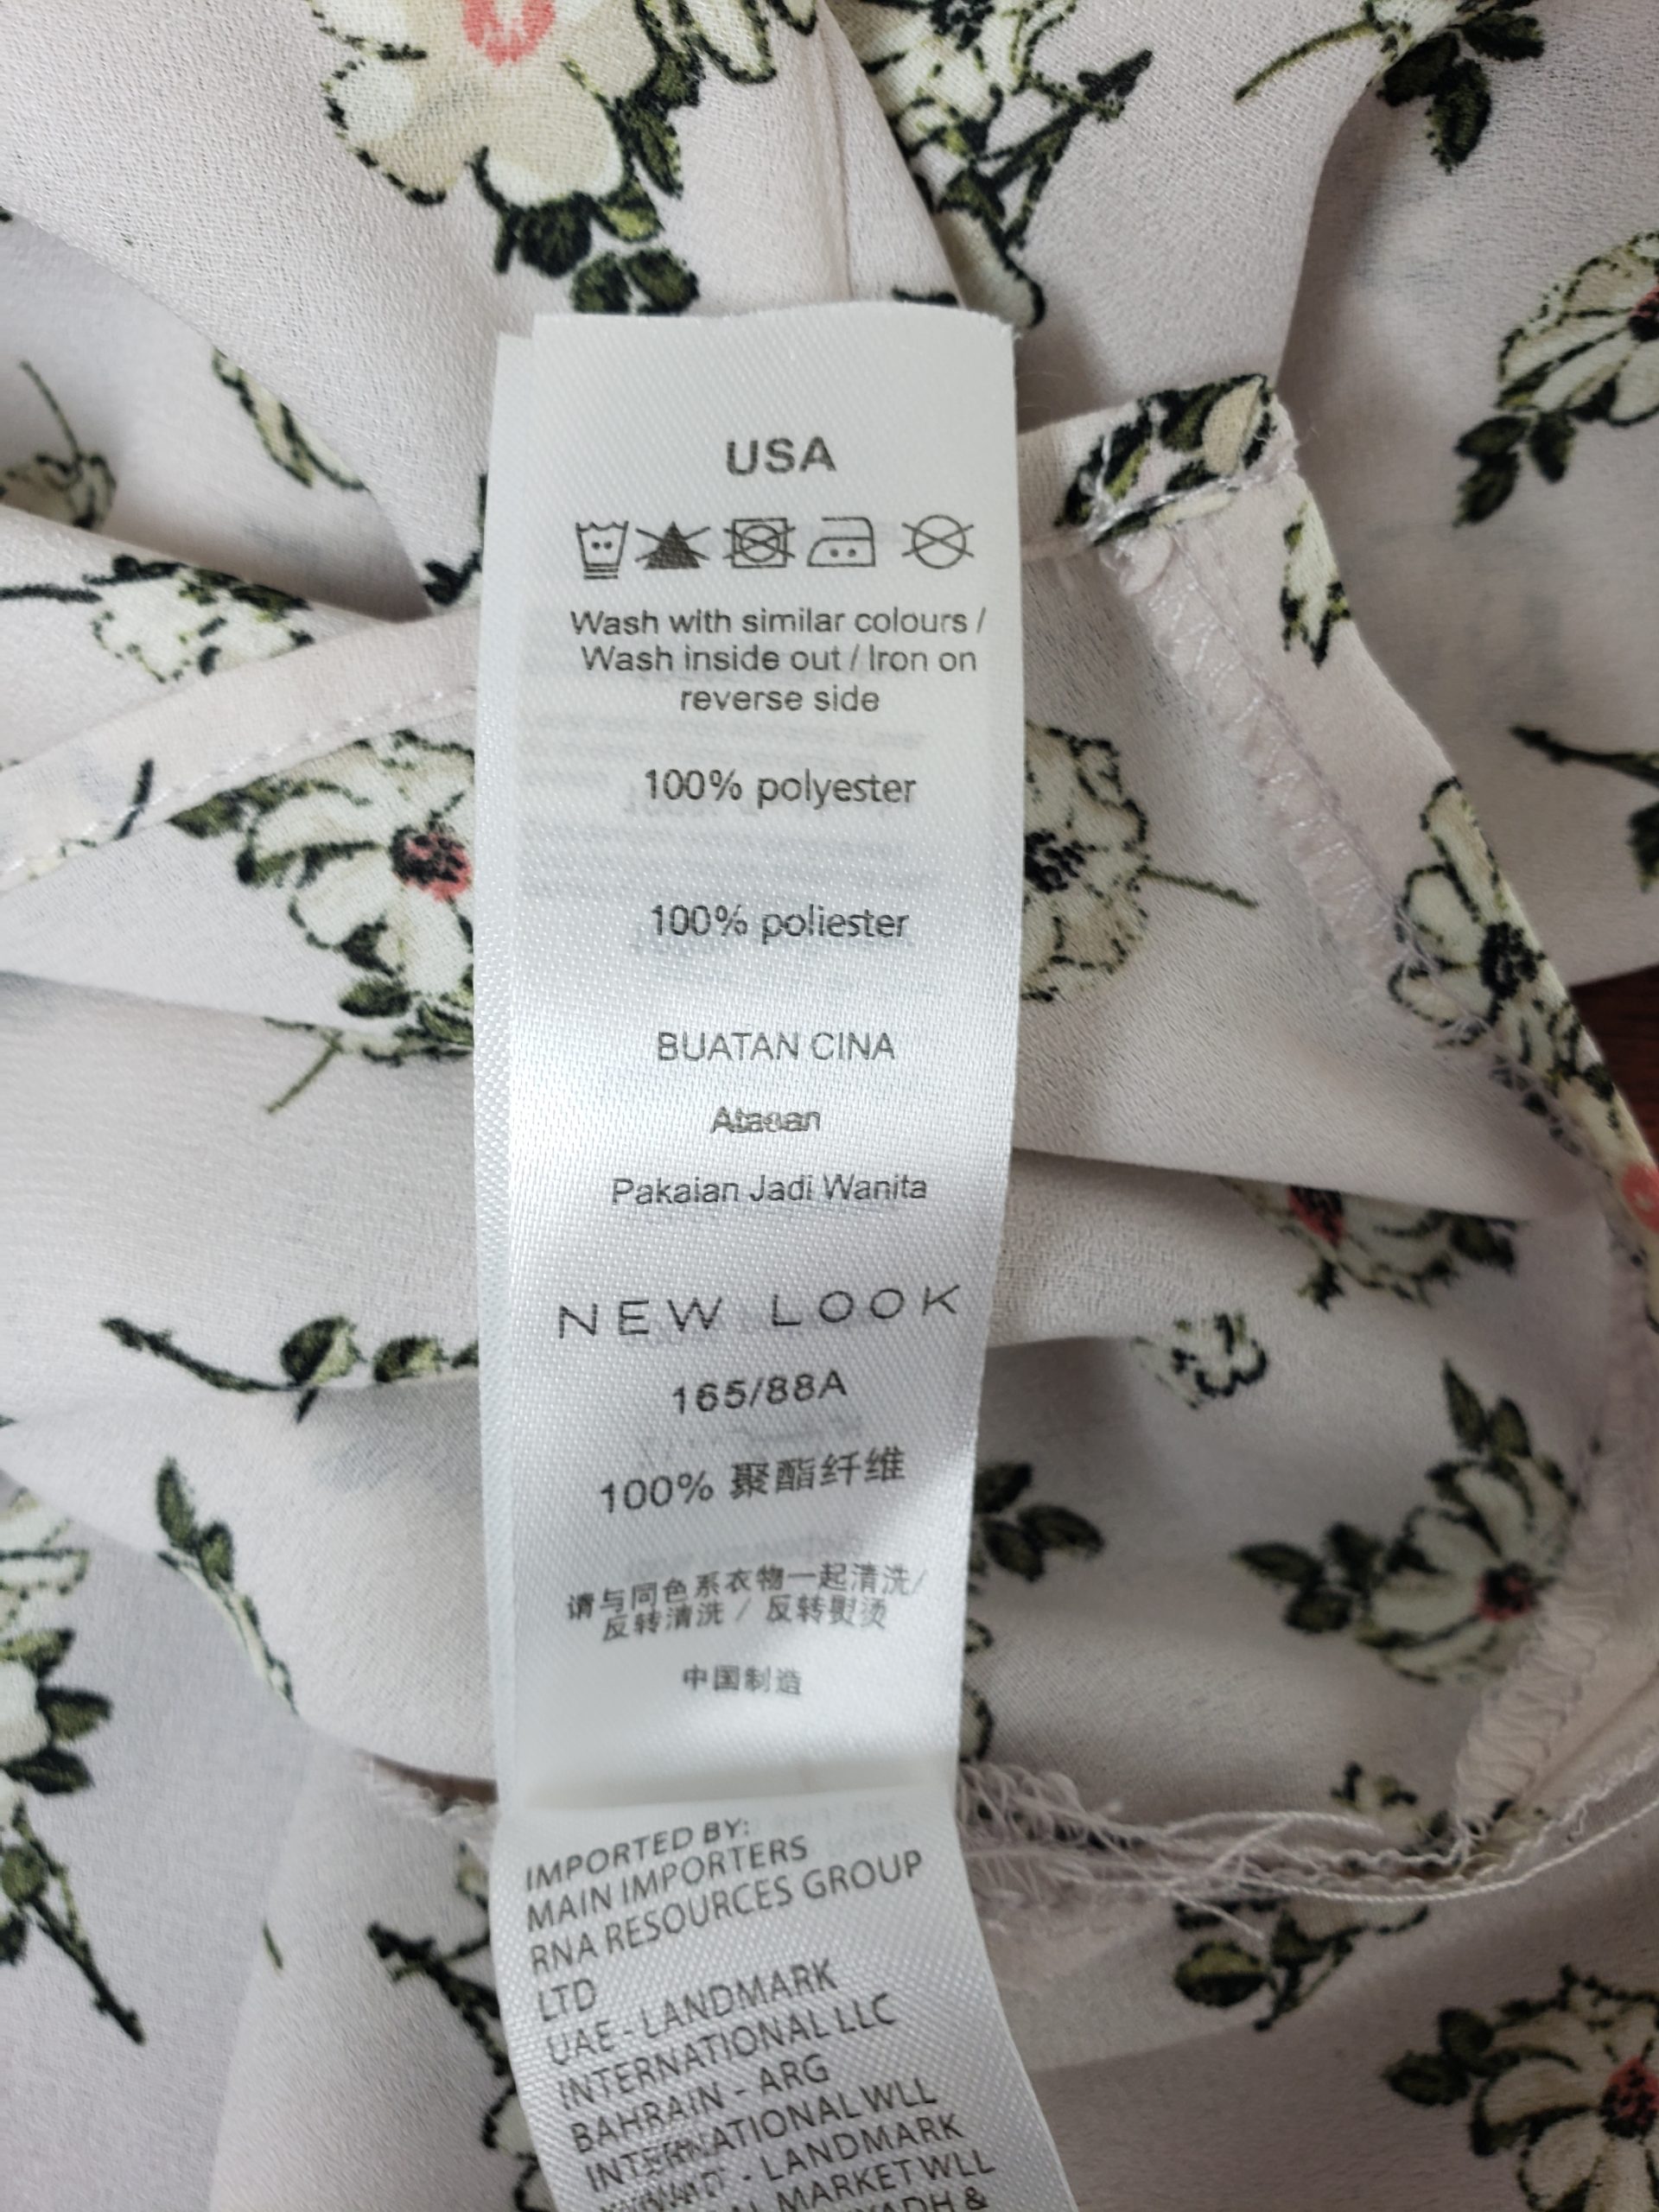 USA
Wash with similar colours /
Wash inside out / Iron on
reverse side
100% polyester
100% poliester
BUATAN CINA
Atasan
Pakaian Jadi Wanita
NEW LOOK
165/88A
100% 聚酯纤维
请与同色系衣物一起清洗/
反转清洗 / 反转熨烫
中国制造
IMPORTED BY:
MAIN IMPORTERS
RNA RESOURCES GROUP
LTD
UAE - LANDMARK
INTERNATIONAL LLC
BAHRAIN - ARG
INTERNATIONAL WLL
- LANDMARK
MARKET WLL
&